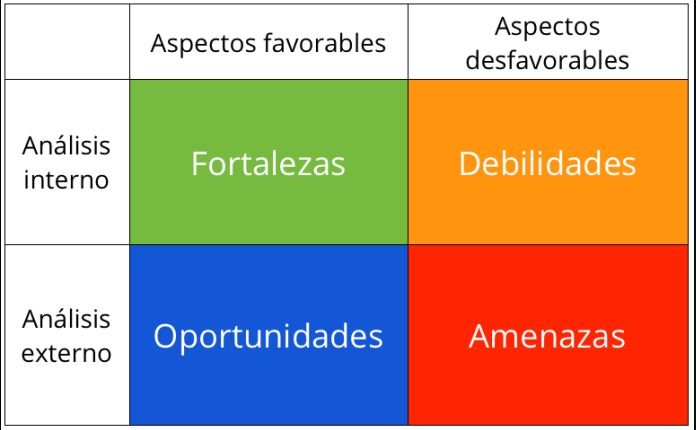 Aspectos favorables
Aspectos
desfavorables
Análisis
interno
Fortalezas
Debilidades
Análisis
externo
Oportunidades
Amenazas